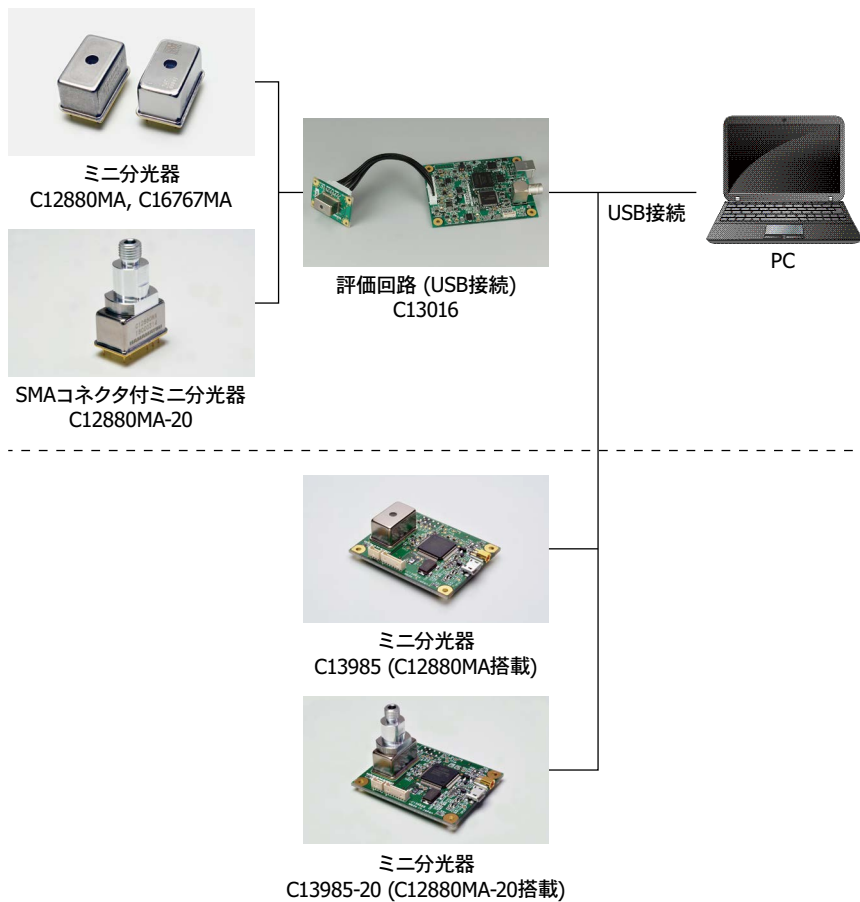 ミニ分光器
C12880MA, C16767MA
評価回路 (USB接続)
C13016
USB接続
PC
SMAコネクタ付ミニ分光器
C12880MA-20
ミニ分光器
C13985 (C12880MA搭載)
ミニ分光器
C13985-20 (C12880MA-20搭載)